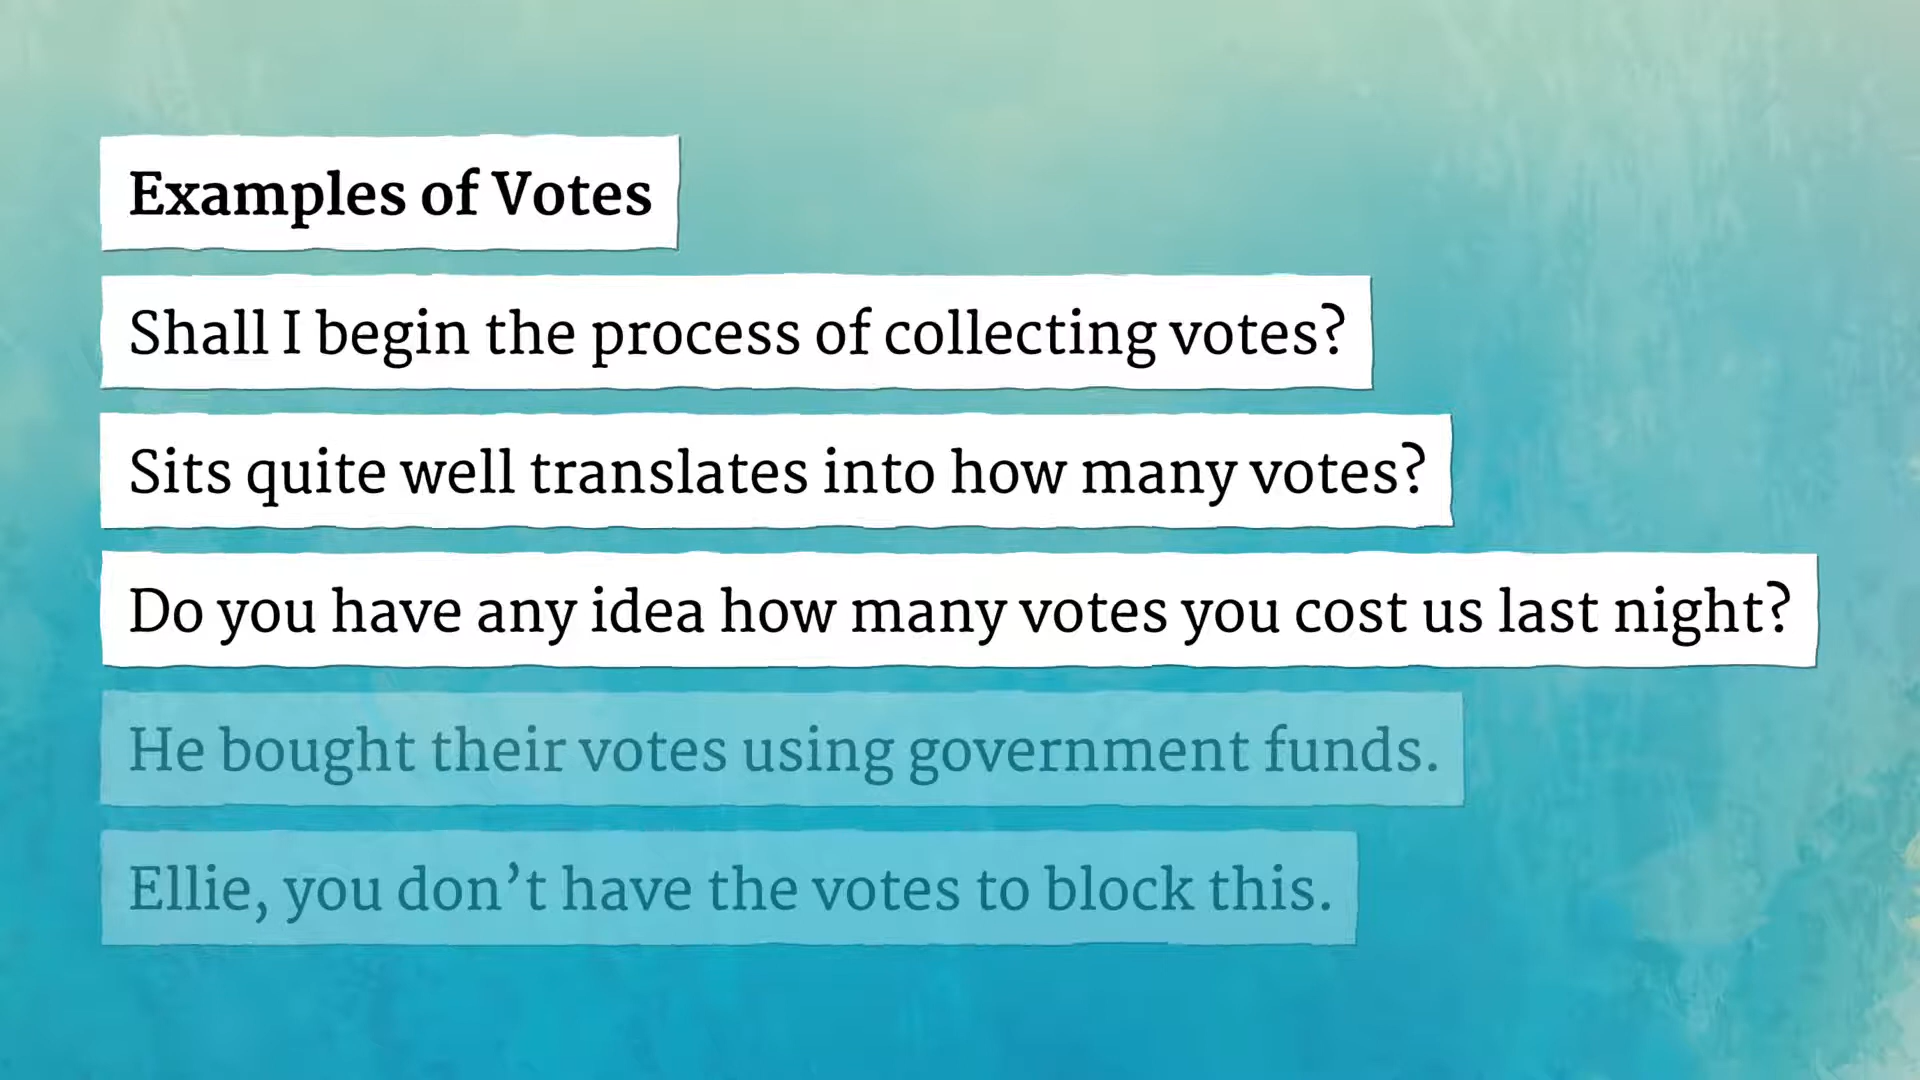 Examples of Votes
Shall I begin the process of collecting votes?
Sits quite well translates into how many votes?
Do you have any idea how many votes you cost us last night?
He bought their votes using government funds.
Ellie, you don’t have the votes to block this.